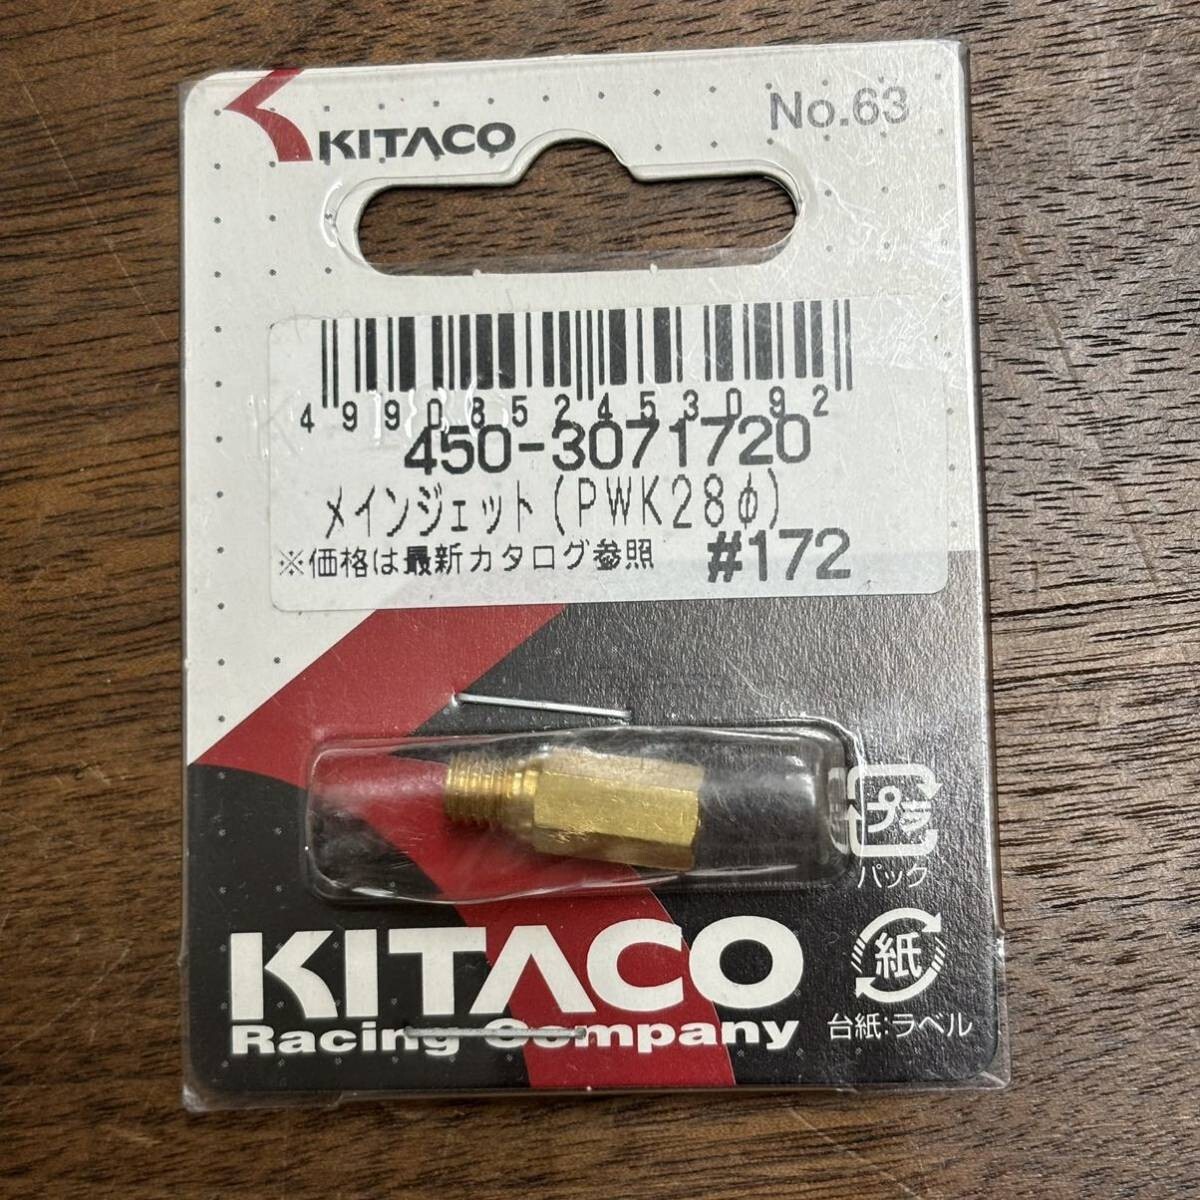 KITACO
No.63
4990852453092
450-3071720
メインジェット(PWK28φ)
※価格は最新カタログ参照 #172
プラ
パック
紙
台紙:ラベル
KITACO
Racing Company